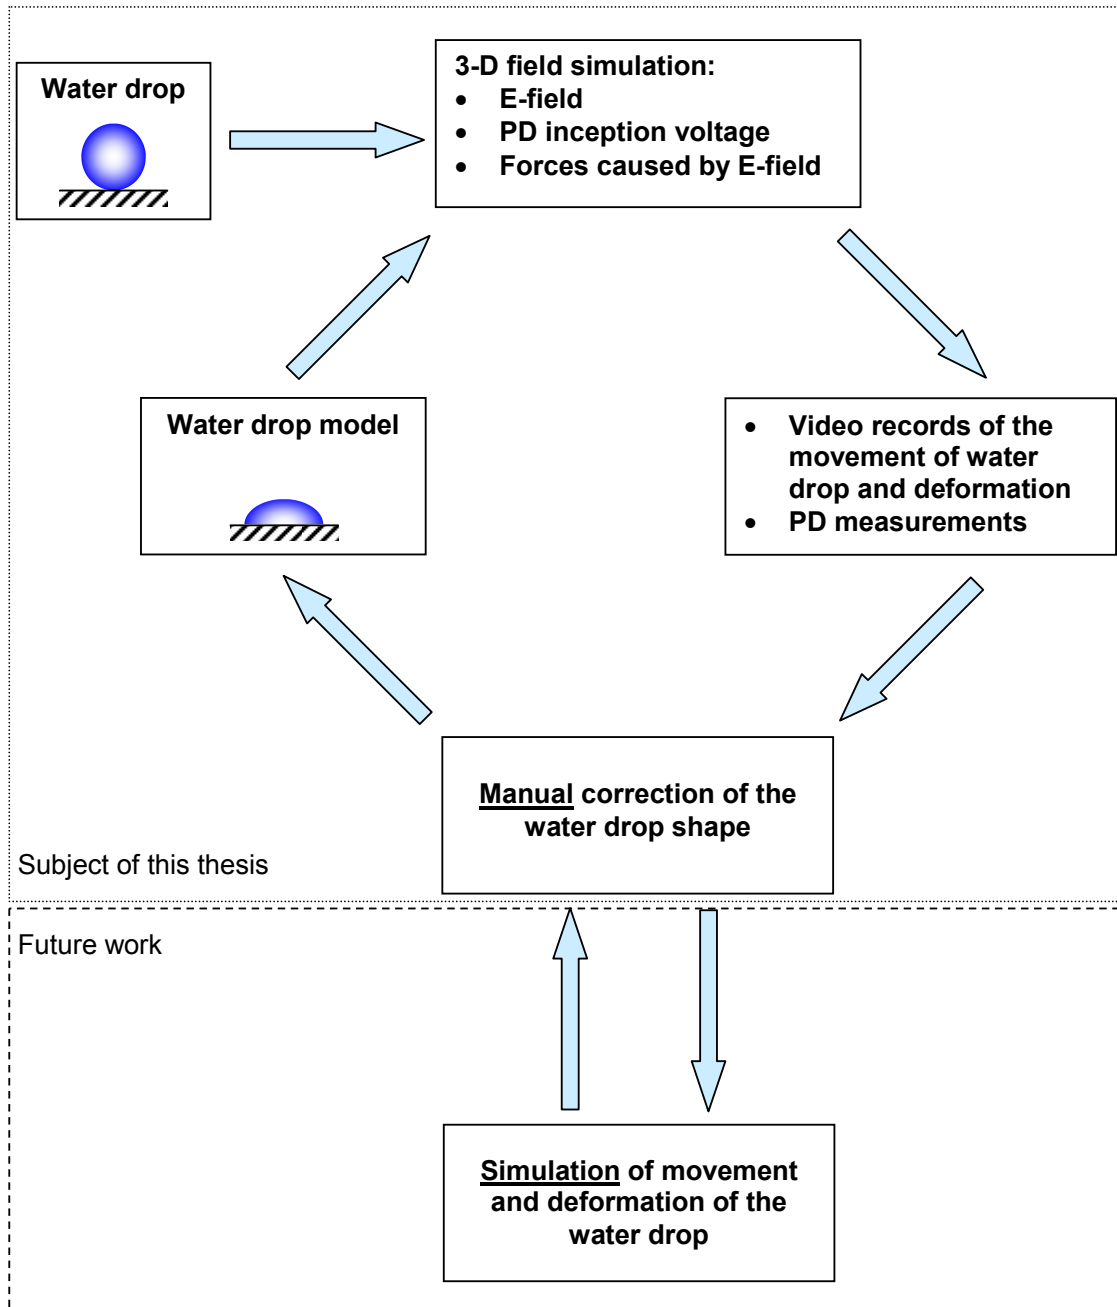 Water drop
3-D field simulation:
• E-field
• PD inception voltage
• Forces caused by E-field
Water drop model
• Video records of the
movement of water
drop and deformation
• PD measurements
Manual correction of the
water drop shape
Subject of this thesis
Future work
Simulation of movement
and deformation of the
water drop